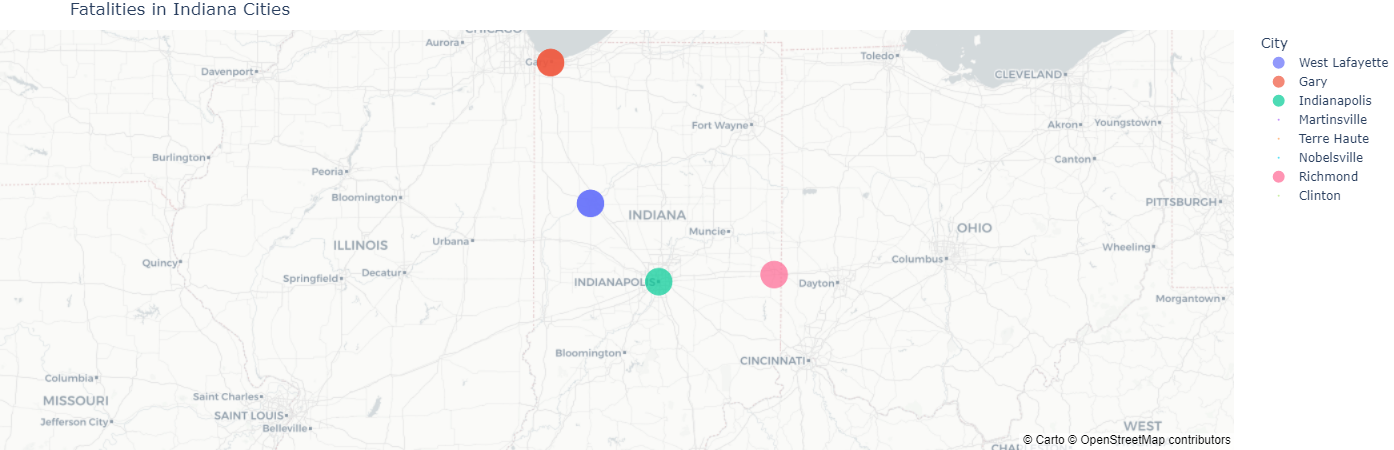 Fatalities in Indiana Cities
CHICAGO
Aurora
Gary
Toledo
CLEVELAND
Davenport
Fort Wayne
Akron
Youngstown
Burlington
Canton
Peoria
Bloomington
PITTSBURGH
INDIANA
OHIO
Muncie
ILLINOIS
Urbana
Wheeling
Quincy
Columbus
Springfield
Decatur
INDIANAPOLIS
Dayton
Morgantown
Bloomington
CINCINNATI
Columbia
MISSOURI
Saint Charles
SAINT LOUIS
Jefferson City
Belleville
WEST
© Carto © OpenStreetMap contributors
City
West Lafayette
Gary
Indianapolis
Martinsville
Terre Haute
Nobelsville
Richmond
Clinton